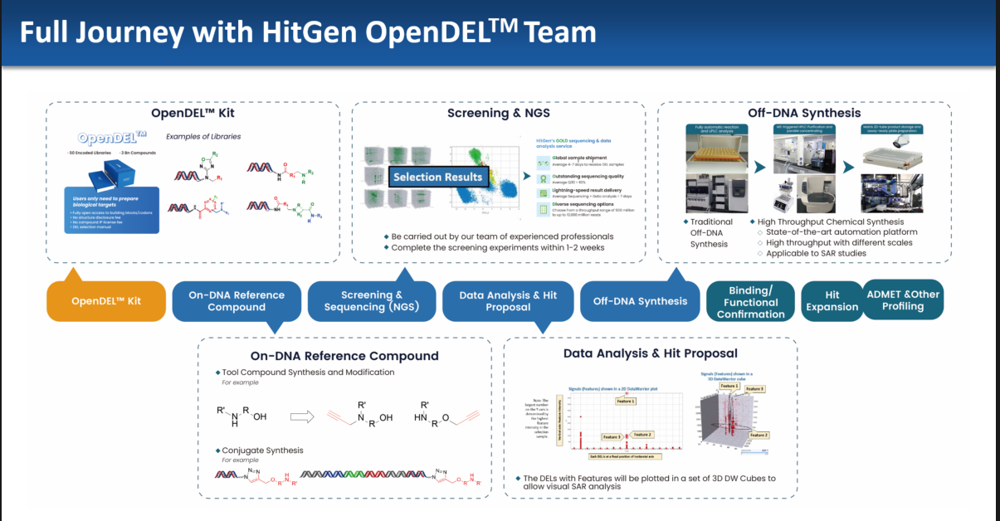 Full Journey with HitGen OpenDEL™ Team
OpenDEL™ Kit
OpenDEL™
· 50 Encoded Libraries · 3 Bn Compounds
Users only need to prepare
biological targets
• Fully open access to building blocks/codons
• No structure disclosure fee
• No compound IP license fee
• DEL selection manual
Examples of Libraries
Screening & NGS
Selection Results
HitGen's GOLD sequencing & data
analysis service
Global sample shipment
Average 4-7 days to receive DEL samples
Outstanding sequencing quality
Average Q30 > 90%
Lightning-speed result delivery
Average Sequencing + Data analysis < 7 days
Diverse sequencing options
Choose from a throughput range of 500 million
to up to 10,000 million reads
Be carried out by our team of experienced professionals
Complete the screening experiments within 1-2 weeks
Off-DNA Synthesis
Fully automatic reaction
and UPLC analysis
MS-triggered HPLC Purification and
parallel concentrating
Matrix 2D-tube product storage and
assay-ready plate preparation
Traditional
Off-DNA
Synthesis
High Throughput Chemical Synthesis
State-of-the-art automation platform
High throughput with different scales
Applicable to SAR studies
OpenDEL™ Kit
On-DNA Reference
Compound
Screening &
Sequencing (NGS)
Data Analysis & Hit
Proposal
Off-DNA Synthesis
Binding/
Functional
Confirmation
Hit
Expansion
ADMET &Other
Profiling
On-DNA Reference Compound
Tool Compound Synthesis and Modification
For example
R' N H R OH
R' N R OH
R' HN R O
Conjugate Synthesis
For example
Data Analysis & Hit Proposal
Note: The
largest number
on the Y axis is
determined by
the highest
feature
intensity in the
selection
sample.
Signals (Features) shown in a 2D DataWarrior plot
Vertical axis: Feature intensity
Feature 1
Feature 3
Feature 2
Each DEL is at a fixed position of horizontal axis
Signals (Features) shown in a
3D DataWarrior cube
Feature 1
Feature 3
Feature 2
The DELs with Features will be plotted in a set of 3D DW Cubes to
allow visual SAR analysis